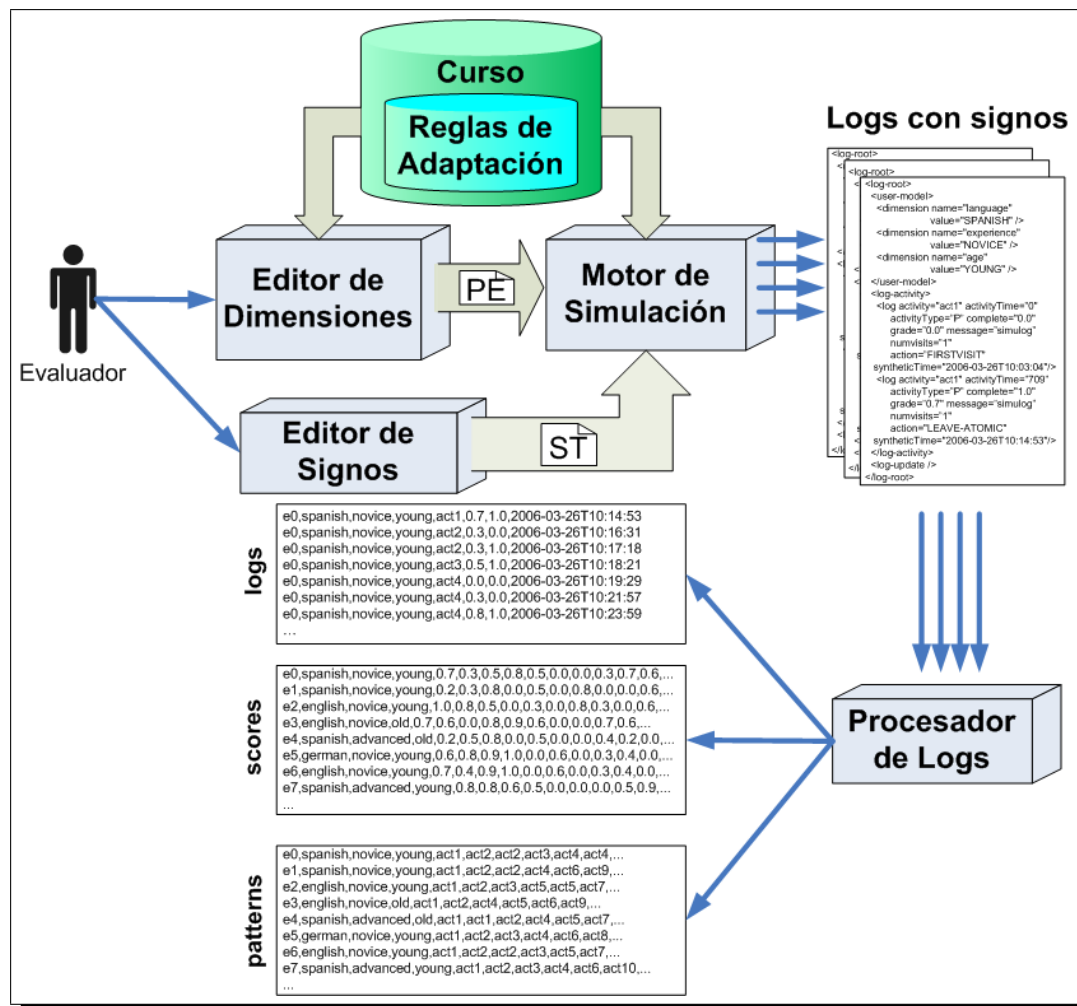 Curso
Reglas de
Adaptación
Logs con signos
Editor de
Dimensiones
PE
Motor de
Simulación
Evaluador
Editor de
Signos
ST
<log-root>
<log-root>
<log-root>
<user-model>
<dimension name="language"
value="SPANISH" />
<dimension name="experience"
value="NOVICE" />
<dimension name="age"
value="YOUNG" />
</user-model>
<log-activity>
<log activity="act1" activityTime="0"
activityType="P" complete="0.0"
grade="0.0" message="simulog"
numvisits="1"
action="FIRSTVISIT"
syntheticTime="2006-03-26T10:03:04"/>
<log activity="act1" activityTime="709"
activityType="P" complete="1.0"
grade="0.7" message="simulog"
numvisits="1"
action="LEAVE-ATOMIC"
syntheticTime="2006-03-26T10:14:53"/>
</log-activity>
<log-update />
</log-root>
logs
e0,spanish,novice,young,act1,0.7,1.0,2006-03-26T10:14:53
e0,spanish,novice,young,act2,0.3,0.0,2006-03-26T10:16:31
e0,spanish,novice,young,act2,0.3,1.0,2006-03-26T10:17:18
e0,spanish,novice,young,act3,0.5,1.0,2006-03-26T10:18:21
e0,spanish,novice,young,act4,0.0,0.0,2006-03-26T10:19:29
e0,spanish,novice,young,act4,0.3,0.0,2006-03-26T10:21:57
e0,spanish,novice,young,act4,0.8,1.0,2006-03-26T10:23:59
...
scores
e0,spanish,novice,young,0.7,0.3,0.5,0.8,0.5,0.0,0.0,0.3,0.7,0.6,...
e1,spanish,novice,young,0.2,0.3,0.8,0.0,0.5,0.0,0.8,0.0,0.0,0.6,...
e2,english,novice,young,1.0,0.8,0.5,0.0,0.3,0.0,0.8,0.3,0.0,0.6,...
e3,english,novice,old,0.7,0.6,0.0,0.8,0.9,0.6,0.0,0.0,0.7,0.6,...
e4,spanish,advanced,old,0.2,0.5,0.8,0.0,0.5,0.0,0.0,0.4,0.2,0.0,...
e5,german,novice,young,0.6,0.8,0.9,1.0,0.0,0.6,0.0,0.3,0.4,0.0,...
e6,english,novice,young,0.7,0.4,0.9,1.0,0.0,0.6,0.0,0.3,0.4,0.0,...
e7,spanish,advanced,young,0.8,0.8,0.6,0.5,0.0,0.0,0.0,0.5,0.9,...
...
Procesador
de Logs
patterns
e0,spanish,novice,young,act1,act2,act2,act3,act4,act4,...
e1,spanish,novice,young,act1,act2,act2,act4,act6,act9,...
e2,english,novice,young,act1,act2,act3,act5,act5,act7,...
e3,english,novice,old,act1,act2,act4,act5,act6,act9,...
e4,spanish,advanced,old,act1,act1,act2,act4,act5,act7,...
e5,german,novice,young,act1,act2,act3,act4,act6,act8,...
e6,english,novice,young,act1,act2,act2,act3,act5,act7,...
e7,spanish,advanced,young,act1,act2,act3,act4,act6,act10,...
...